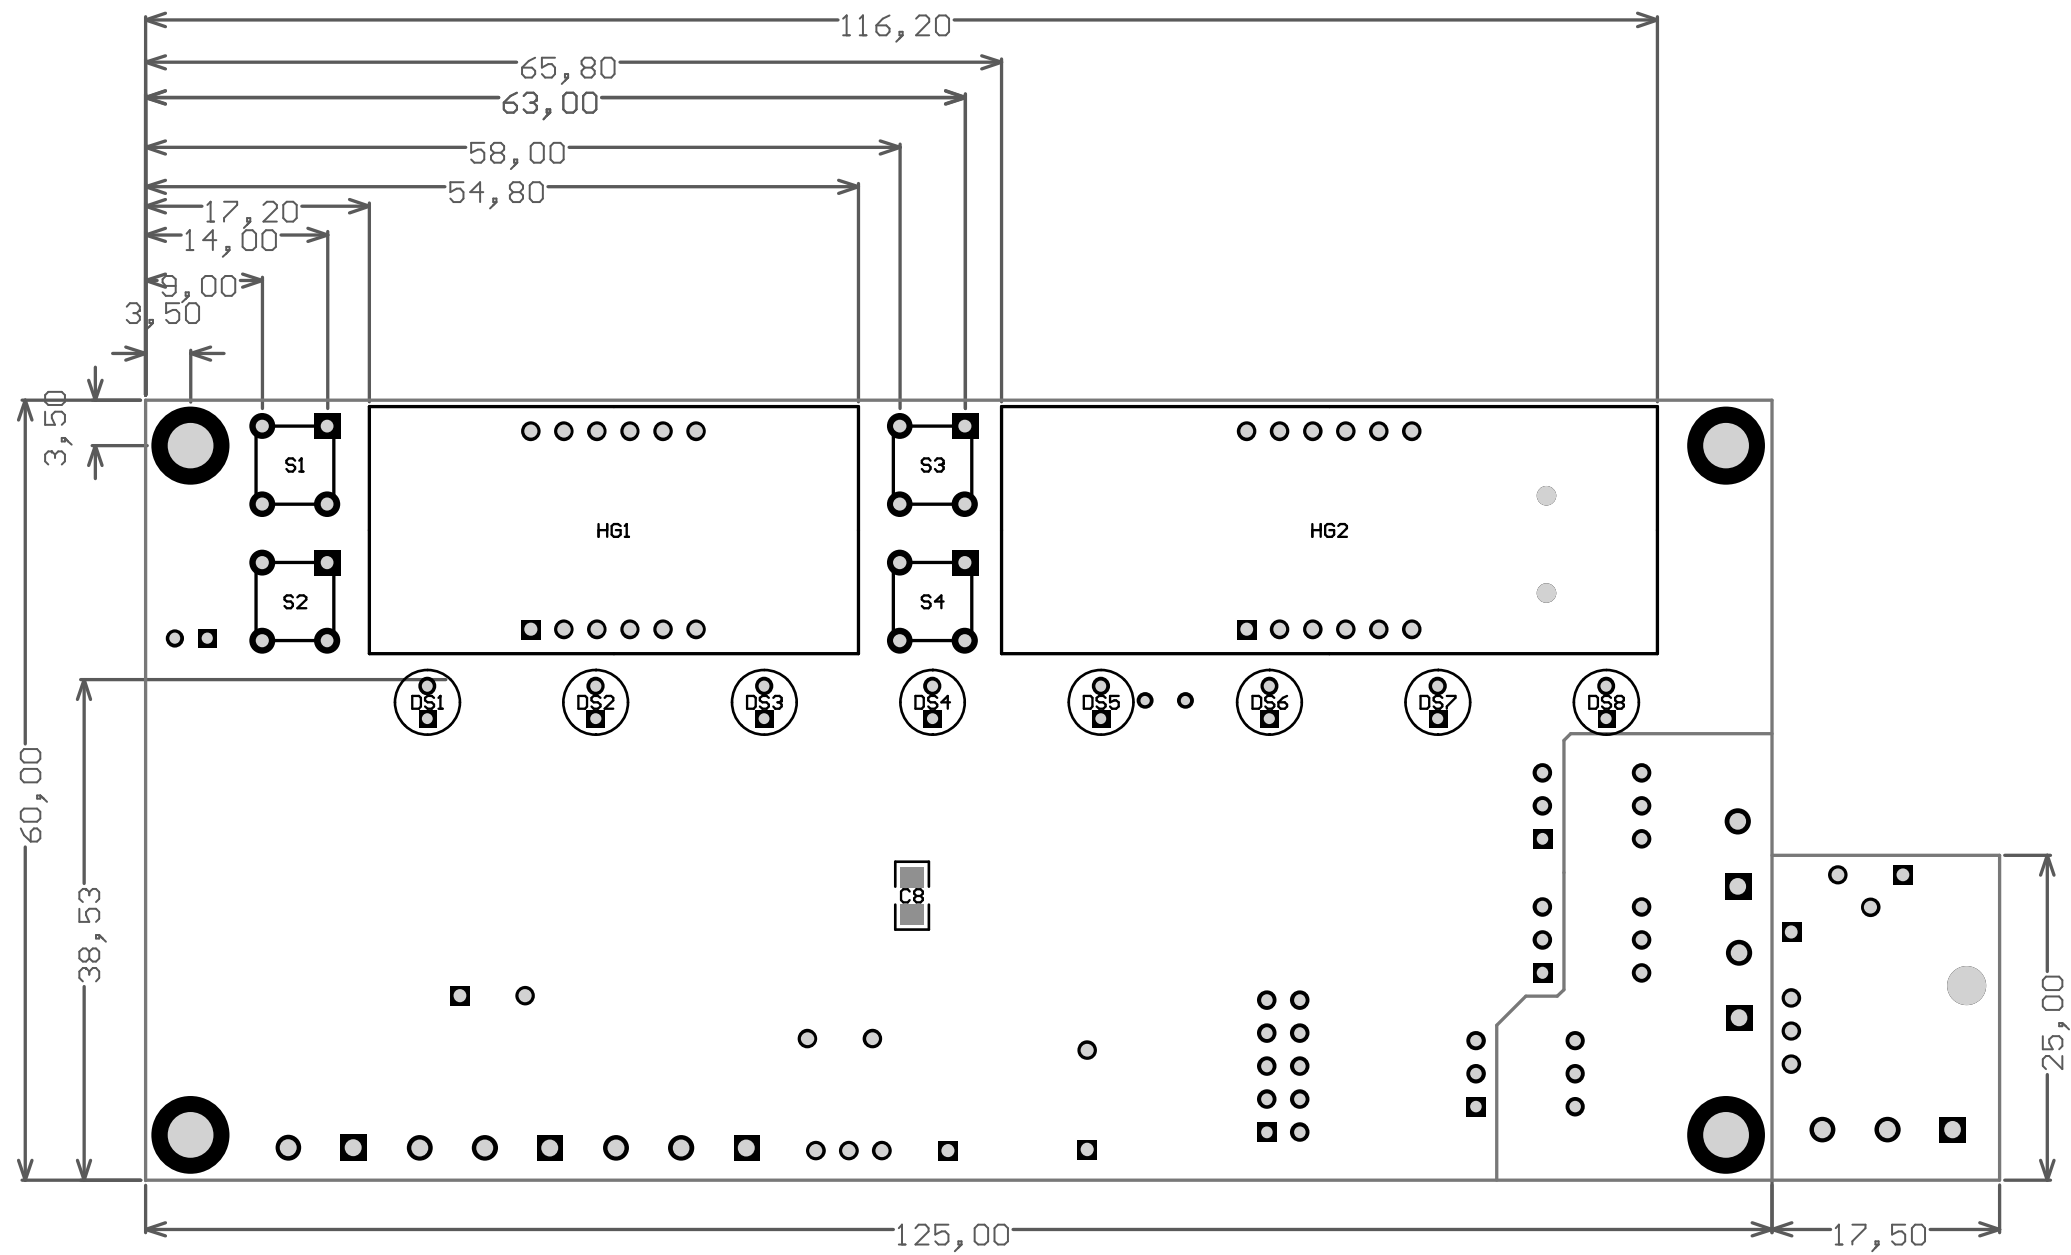 116,20
65,80
63,00
58,00
54,80
17,20
14,00
9,00
3,50
3,50
S1
S3
HG1
HG2
S2
S4
DS1
DS2
DS3
DS4
DS5
DS6
DS7
DS8
60,00
C8
38,53
25,00
125,00
17,50